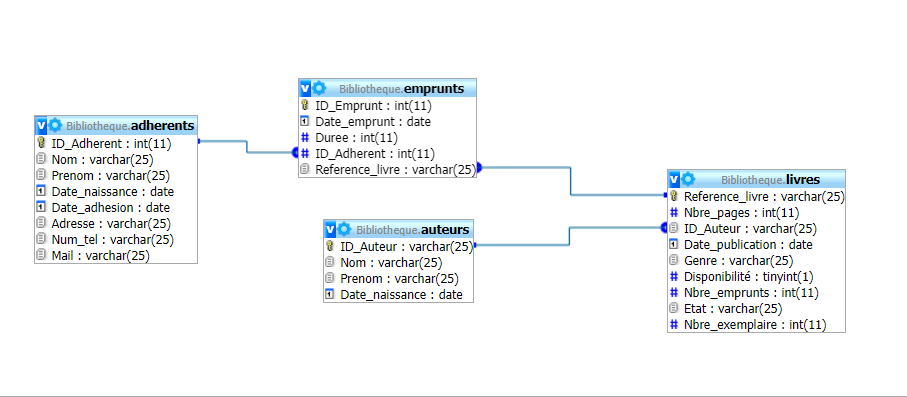 Bibliotheque.adherents
ID_Adherent : int(11)
Nom : varchar(25)
Prenom : varchar(25)
Date_naissance : date
Date_adhesion : date
Adresse : varchar(25)
Num_tel : varchar(25)
Mail : varchar(25)
Bibliotheque.emprunts
ID_Emprunt : int(11)
Date_emprunt : date
Duree : int(11)
ID_Adherent : int(11)
Reference_livre : varchar(25)
Bibliotheque.auteurs
ID_Auteur : varchar(25)
Nom : varchar(25)
Prenom : varchar(25)
Date_naissance : date
Bibliotheque.livres
Reference_livre : varchar(25)
Nbre_pages : int(11)
ID_Auteur : varchar(25)
Date_publication : date
Genre : varchar(25)
Disponibilité : tinyint(1)
Nbre_emprunts : int(11)
Etat : varchar(25)
Nbre_exemplaire : int(11)